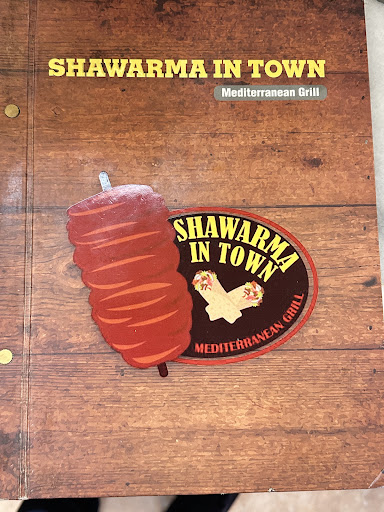 SHAWARMA IN TOWN
Mediterranean Grill
SHAWARMA
IN TOWN
MEDITERRANEAN GRILL